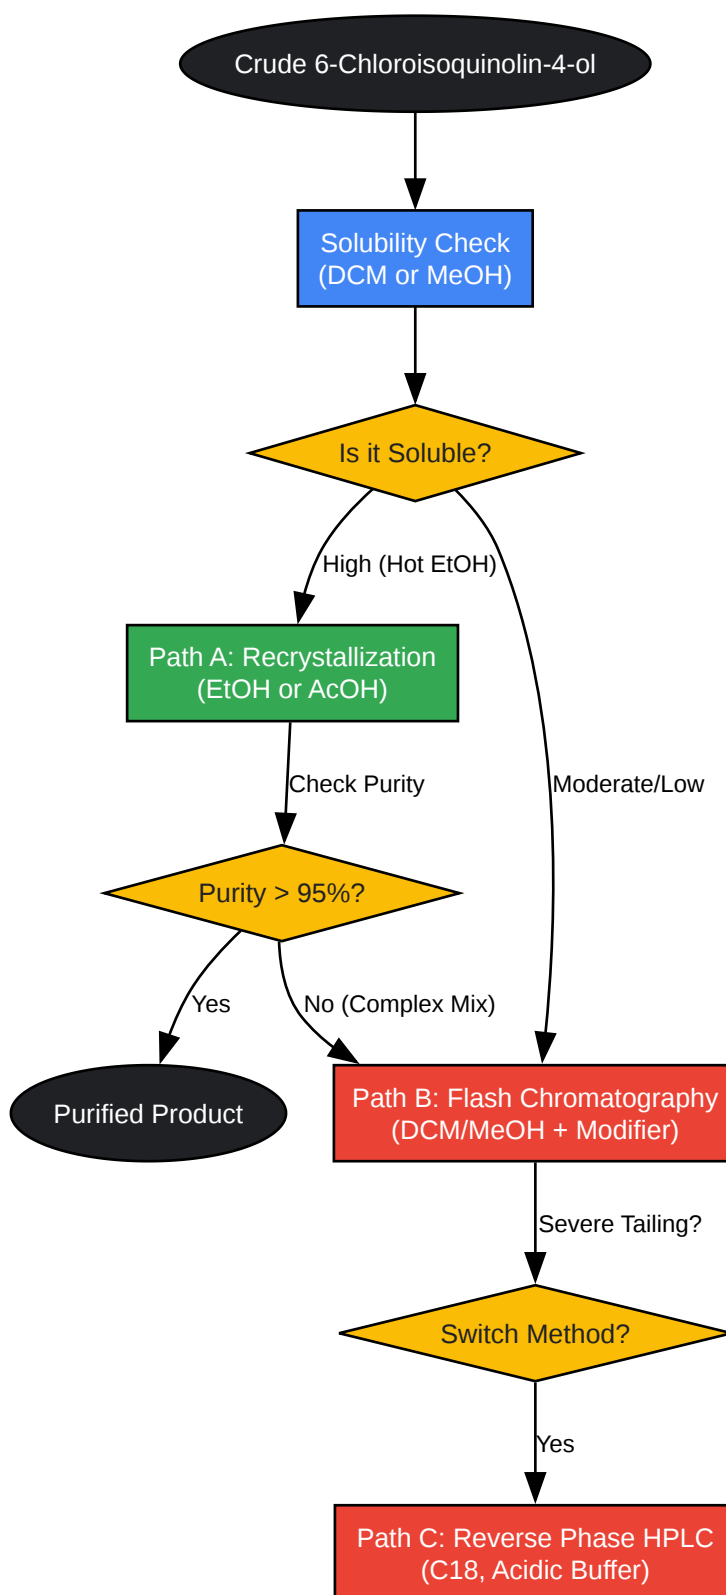 Crude 6-Chloroisoquinolin-4-ol
Solubility Check
(DCM or MeOH)
Is it Soluble?
High (Hot EtOH)
Path A: Recrystallization
(EtOH or AcOH)
Check Purity
Moderate/Low
Purity > 95%?
Yes
No (Complex Mix)
Purified Product
Path B: Flash Chromatography
(DCM/MeOH + Modifier)
Severe Tailing?
Switch Method?
Yes
Path C: Reverse Phase HPLC
(C18, Acidic Buffer)